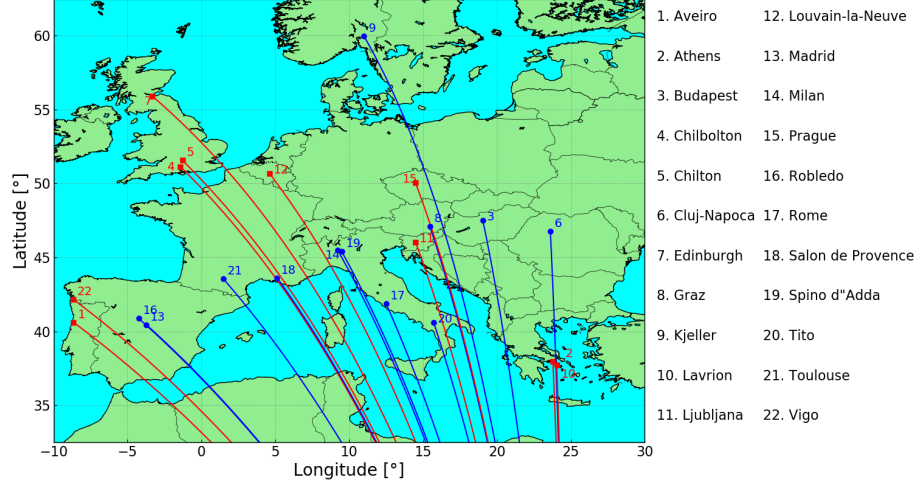 60
55
50
45
40
35
−10
−5
0
5
10
15
20
25
30
Latitude [°]
Longitude [°]
9
7
5
4
12
15
8
3
6
11
19
14
18
21
22
1
16
13
17
20
2
10
1. Aveiro
2. Athens
3. Budapest
4. Chilbolton
5. Chilton
6. Cluj-Napoca
7. Edinburgh
8. Graz
9. Kjeller
10. Lavrion
11. Ljubljana
12. Louvain-la-Neuve
13. Madrid
14. Milan
15. Prague
16. Robledo
17. Rome
18. Salon de Provence
19. Spino d"Adda
20. Tito
21. Toulouse
22. Vigo